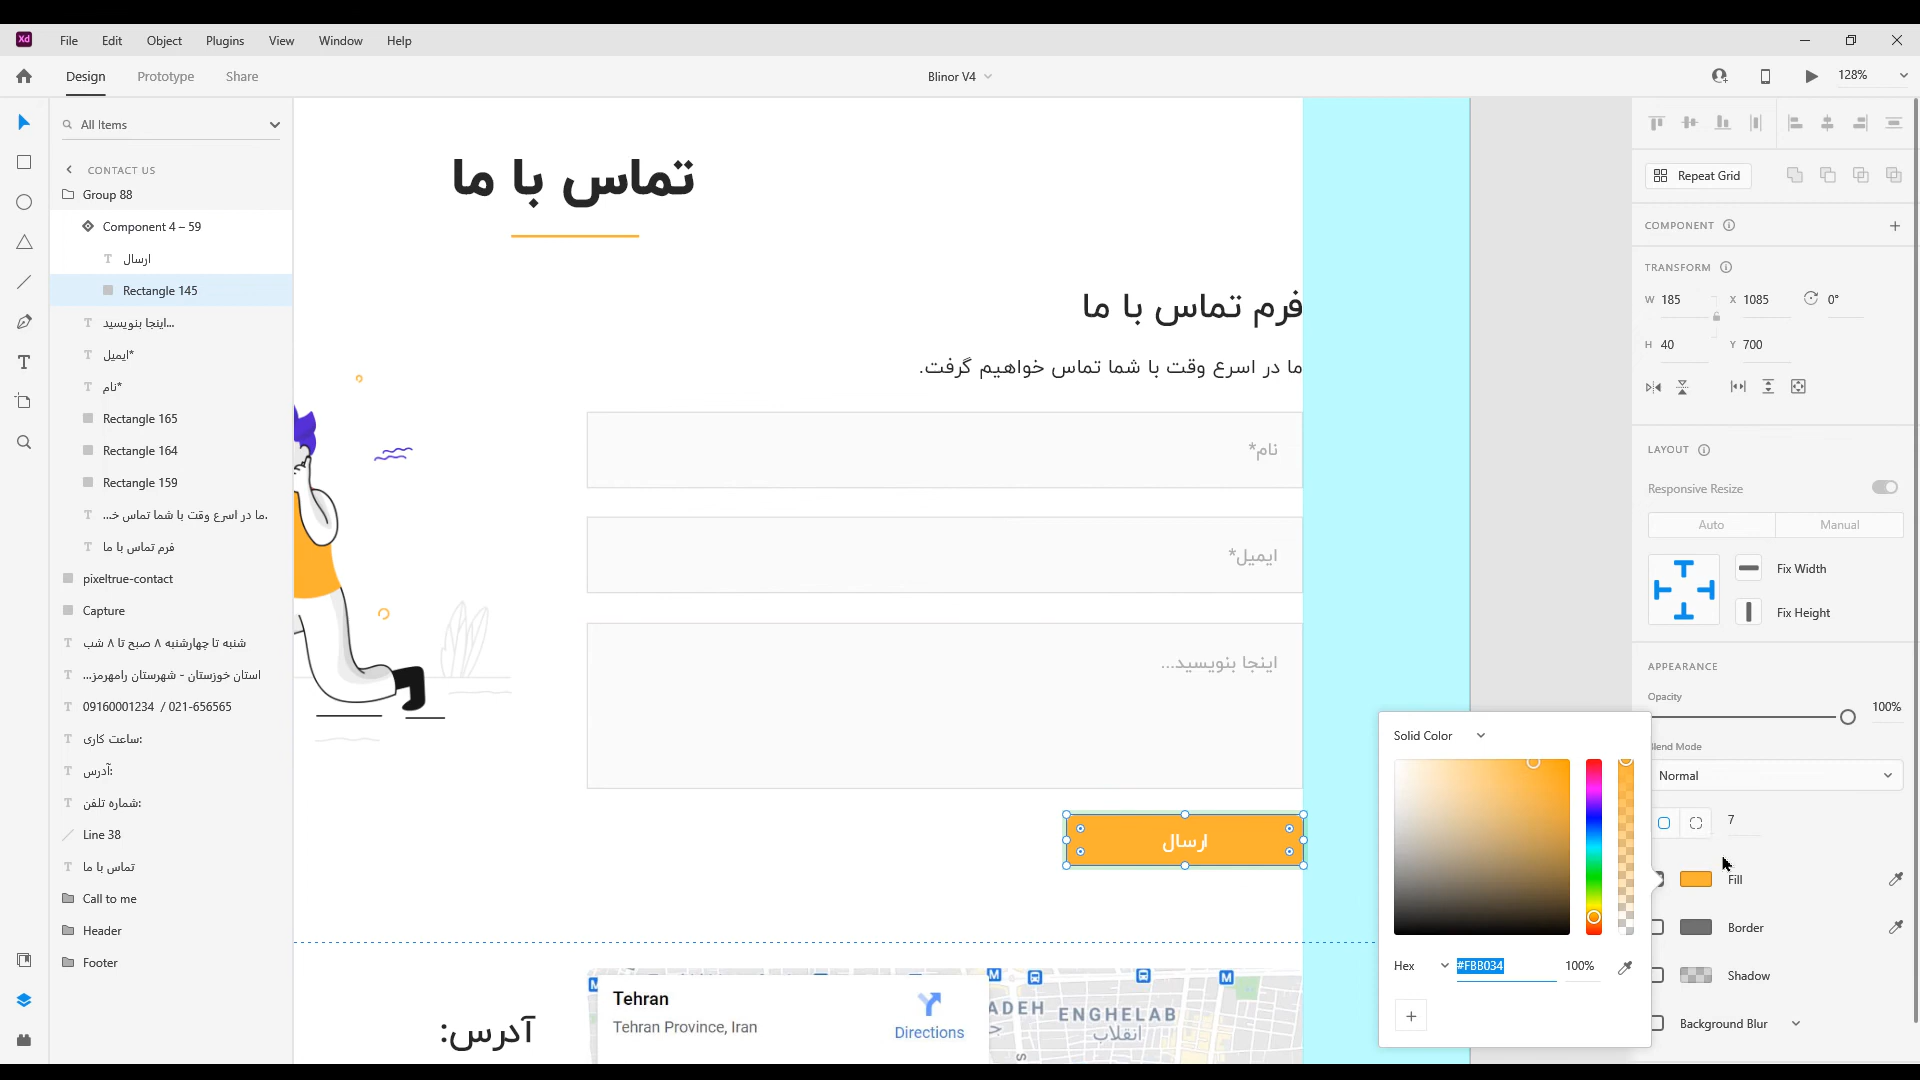 Xd
File Edit Object Plugins View Window Help
Design Prototype Share
Blinor V4
128%
All Items
CONTACT US
Group 88
Component 4 – 59
ارسال
Rectangle 145
اینجا بنویسید...
ایمیل*
نام*
Rectangle 165
Rectangle 164
Rectangle 159
ما در اسرع وقت با شما تماس خ...
فرم تماس با ما
pixeltrue-contact
Capture
شنبه تا چهارشنبه ۸ صبح تا ۸ شب
استان خوزستان - شهرستان رامهرمز...
09160001234 / 021-656565
ساعت کاری:
آدرس:
شماره تلفن:
Line 38
تماس با ما
Call to me
Header
Footer
تماس با ما
فرم تماس با ما
ما در اسرع وقت با شما تماس خواهیم گرفت.
نام*
ایمیل*
اینجا بنویسید...
ارسال
آدرس:
Tehran
Tehran Province, Iran
Directions
M
M
M
ADEH
ENGHELAB
انقلاب
Repeat Grid
COMPONENT
TRANSFORM
W 185 X 1085 0°
H 40 Y 700
LAYOUT
Responsive Resize
Auto Manual
Fix Width
Fix Height
APPEARANCE
Opacity
100%
Blend Mode
Normal
7
Fill
Border
Shadow
Background Blur
Solid Color
Hex #FBB034 100%